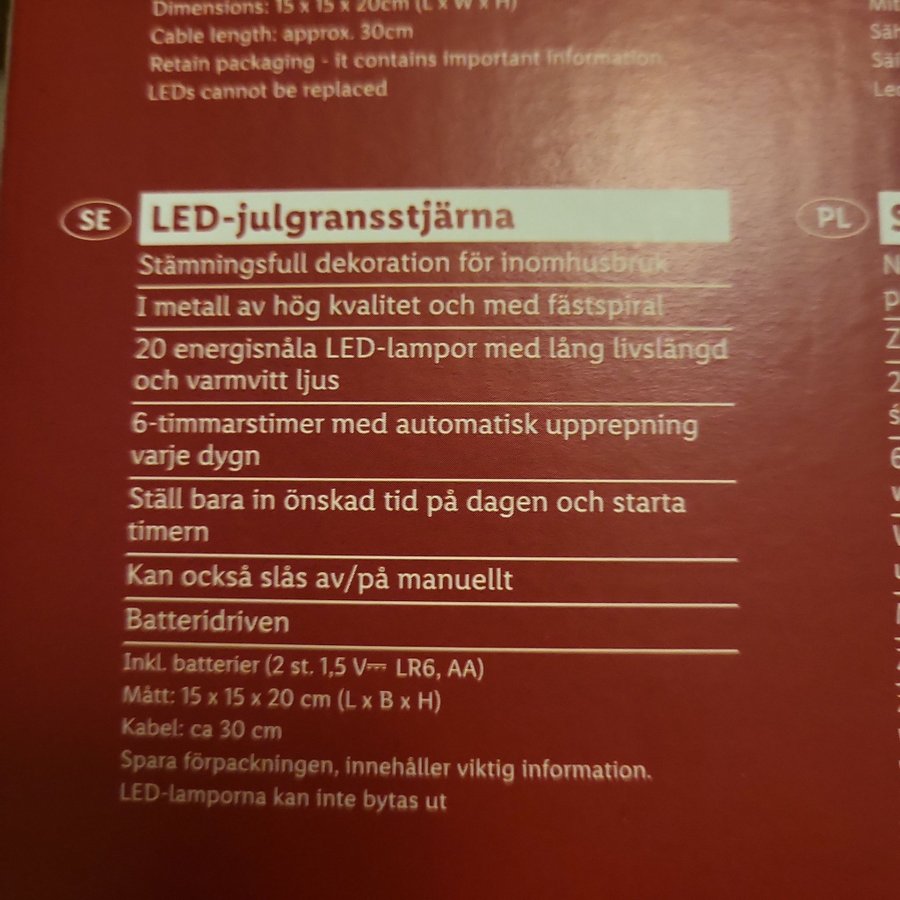 Dimensions: 15 x 15 x 20cm (L x W x H)
Cable length: approx. 30cm
Retain packaging - it contains important information.
LEDs cannot be replaced
SE
LED-julgransstjärna
Stämningsfull dekoration för inomhusbruk
I metall av hög kvalitet och med fästspiral
20 energisnåla LED-lampor med lång livslängd
och varmvitt ljus
6-timmarstimer med automatisk upprepning
varje dygn
Ställ bara in önskad tid på dagen och starta
timern
Kan också slås av/på manuellt
Batteridriven
Inkl. batterier (2 st. 1,5 V⎓ LR6, AA)
Mått: 15 x 15 x 20 cm (L x B x H)
Kabel: ca 30 cm
Spara förpackningen, innehåller viktig information.
LED-lamporna kan inte bytas ut
PL